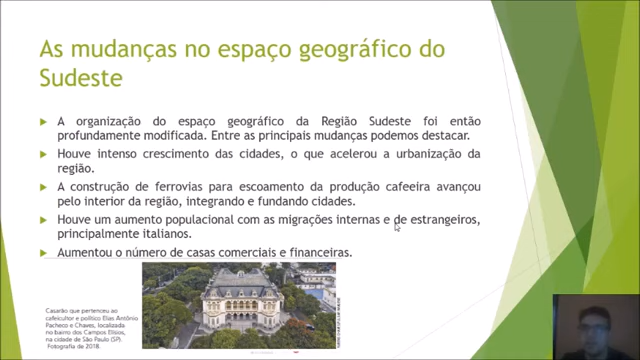 As mudanças no espaço geográfico do
Sudeste
A organização do espaço geográfico da Região Sudeste foi então
profundamente modificada. Entre as principais mudanças podemos destacar.
Houve intenso crescimento das cidades, o que acelerou a urbanização da
região.
A construção de ferrovias para escoamento da produção cafeeira avançou
pelo interior da região, integrando e fundando cidades.
Houve um aumento populacional com as migrações internas e de estrangeiros,
principalmente italianos.
Aumentou o número de casas comerciais e financeiras.
Casarão que pertenceu ao
cafeicultor e político Elias Antônio
Pacheco e Chaves, localizada
no bairro dos Campos Elísios,
na cidade de São Paulo (SP).
Fotografia de 2018.